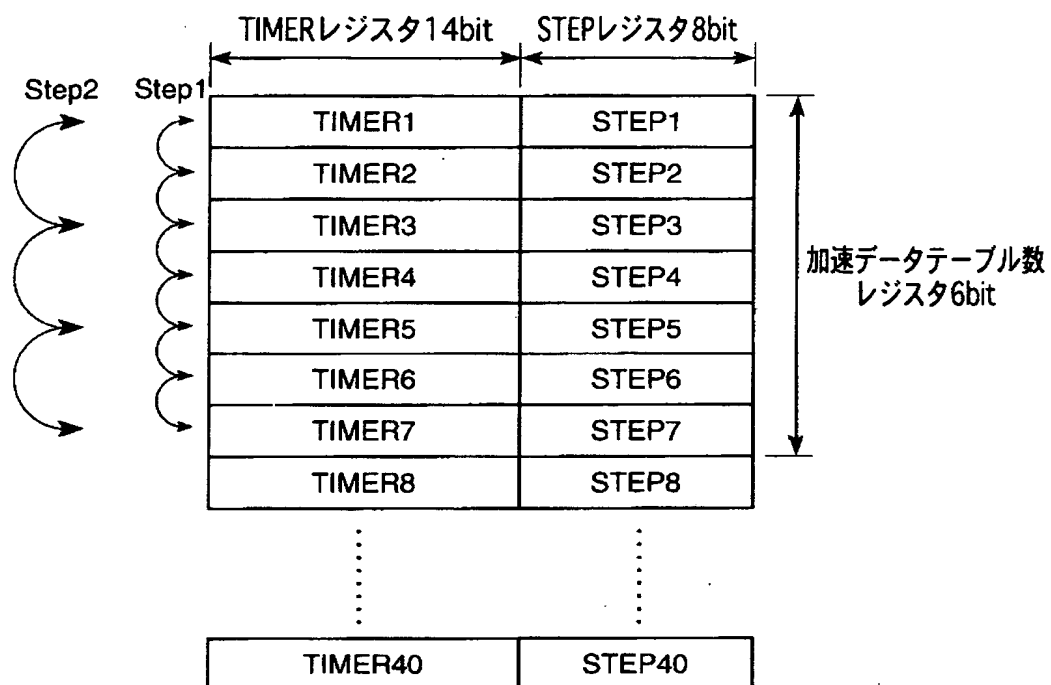 TIMERレジスタ14bit STEPレジスタ8bit
Step2 Step1
TIMER1 STEP1
TIMER2 STEP2
TIMER3 STEP3
TIMER4 STEP4
TIMER5 STEP5
TIMER6 STEP6
TIMER7 STEP7
TIMER8 STEP8
加速データテーブル数
レジスタ6bit
TIMER40 STEP40